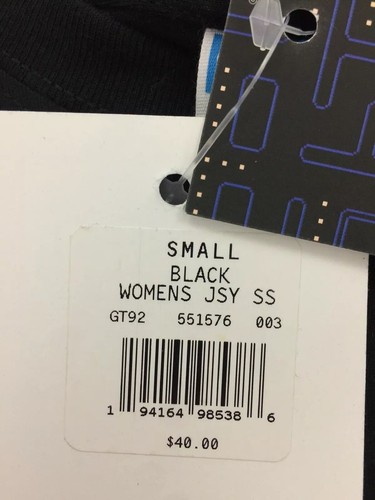 SMALL
BLACK
WOMENS JSY SS
GT92 551576 003
1 94164 98538 6
$40.00